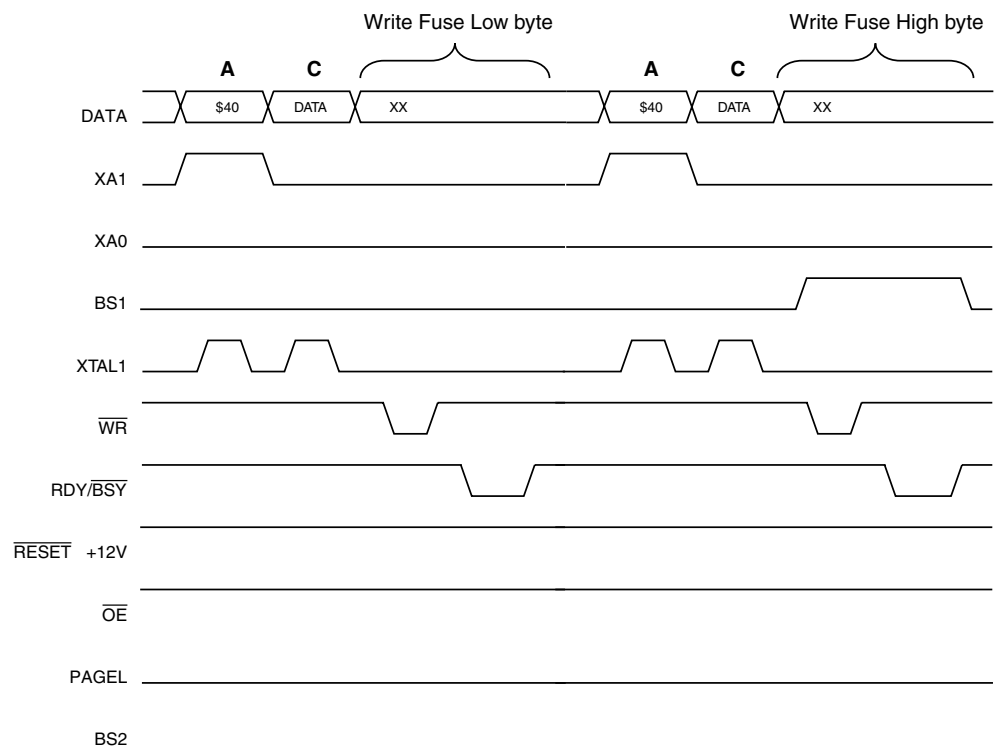 Write Fuse Low byte Write Fuse High byte
A C A C
DATA $40 DATA XX $40 DATA XX
XA1
XA0
BS1
XTAL1
WR
RDY/BSY
RESET +12V
OE
PAGEL
BS2